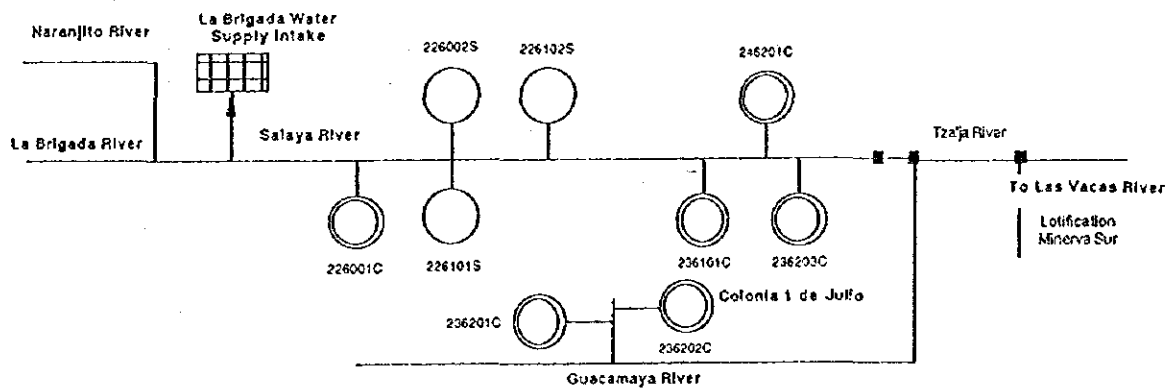 La Brigada Water
Supply Intake
Naranjito River
226002S
226102S
246201C
La Brigada River
Salaya River
Tzaja River
To Las Vacas River
Lotification
Minerva Sur
226001C
226101S
236101C
236203C
Colonia 1 de Julio
236201C
236202C
Guacamaya River